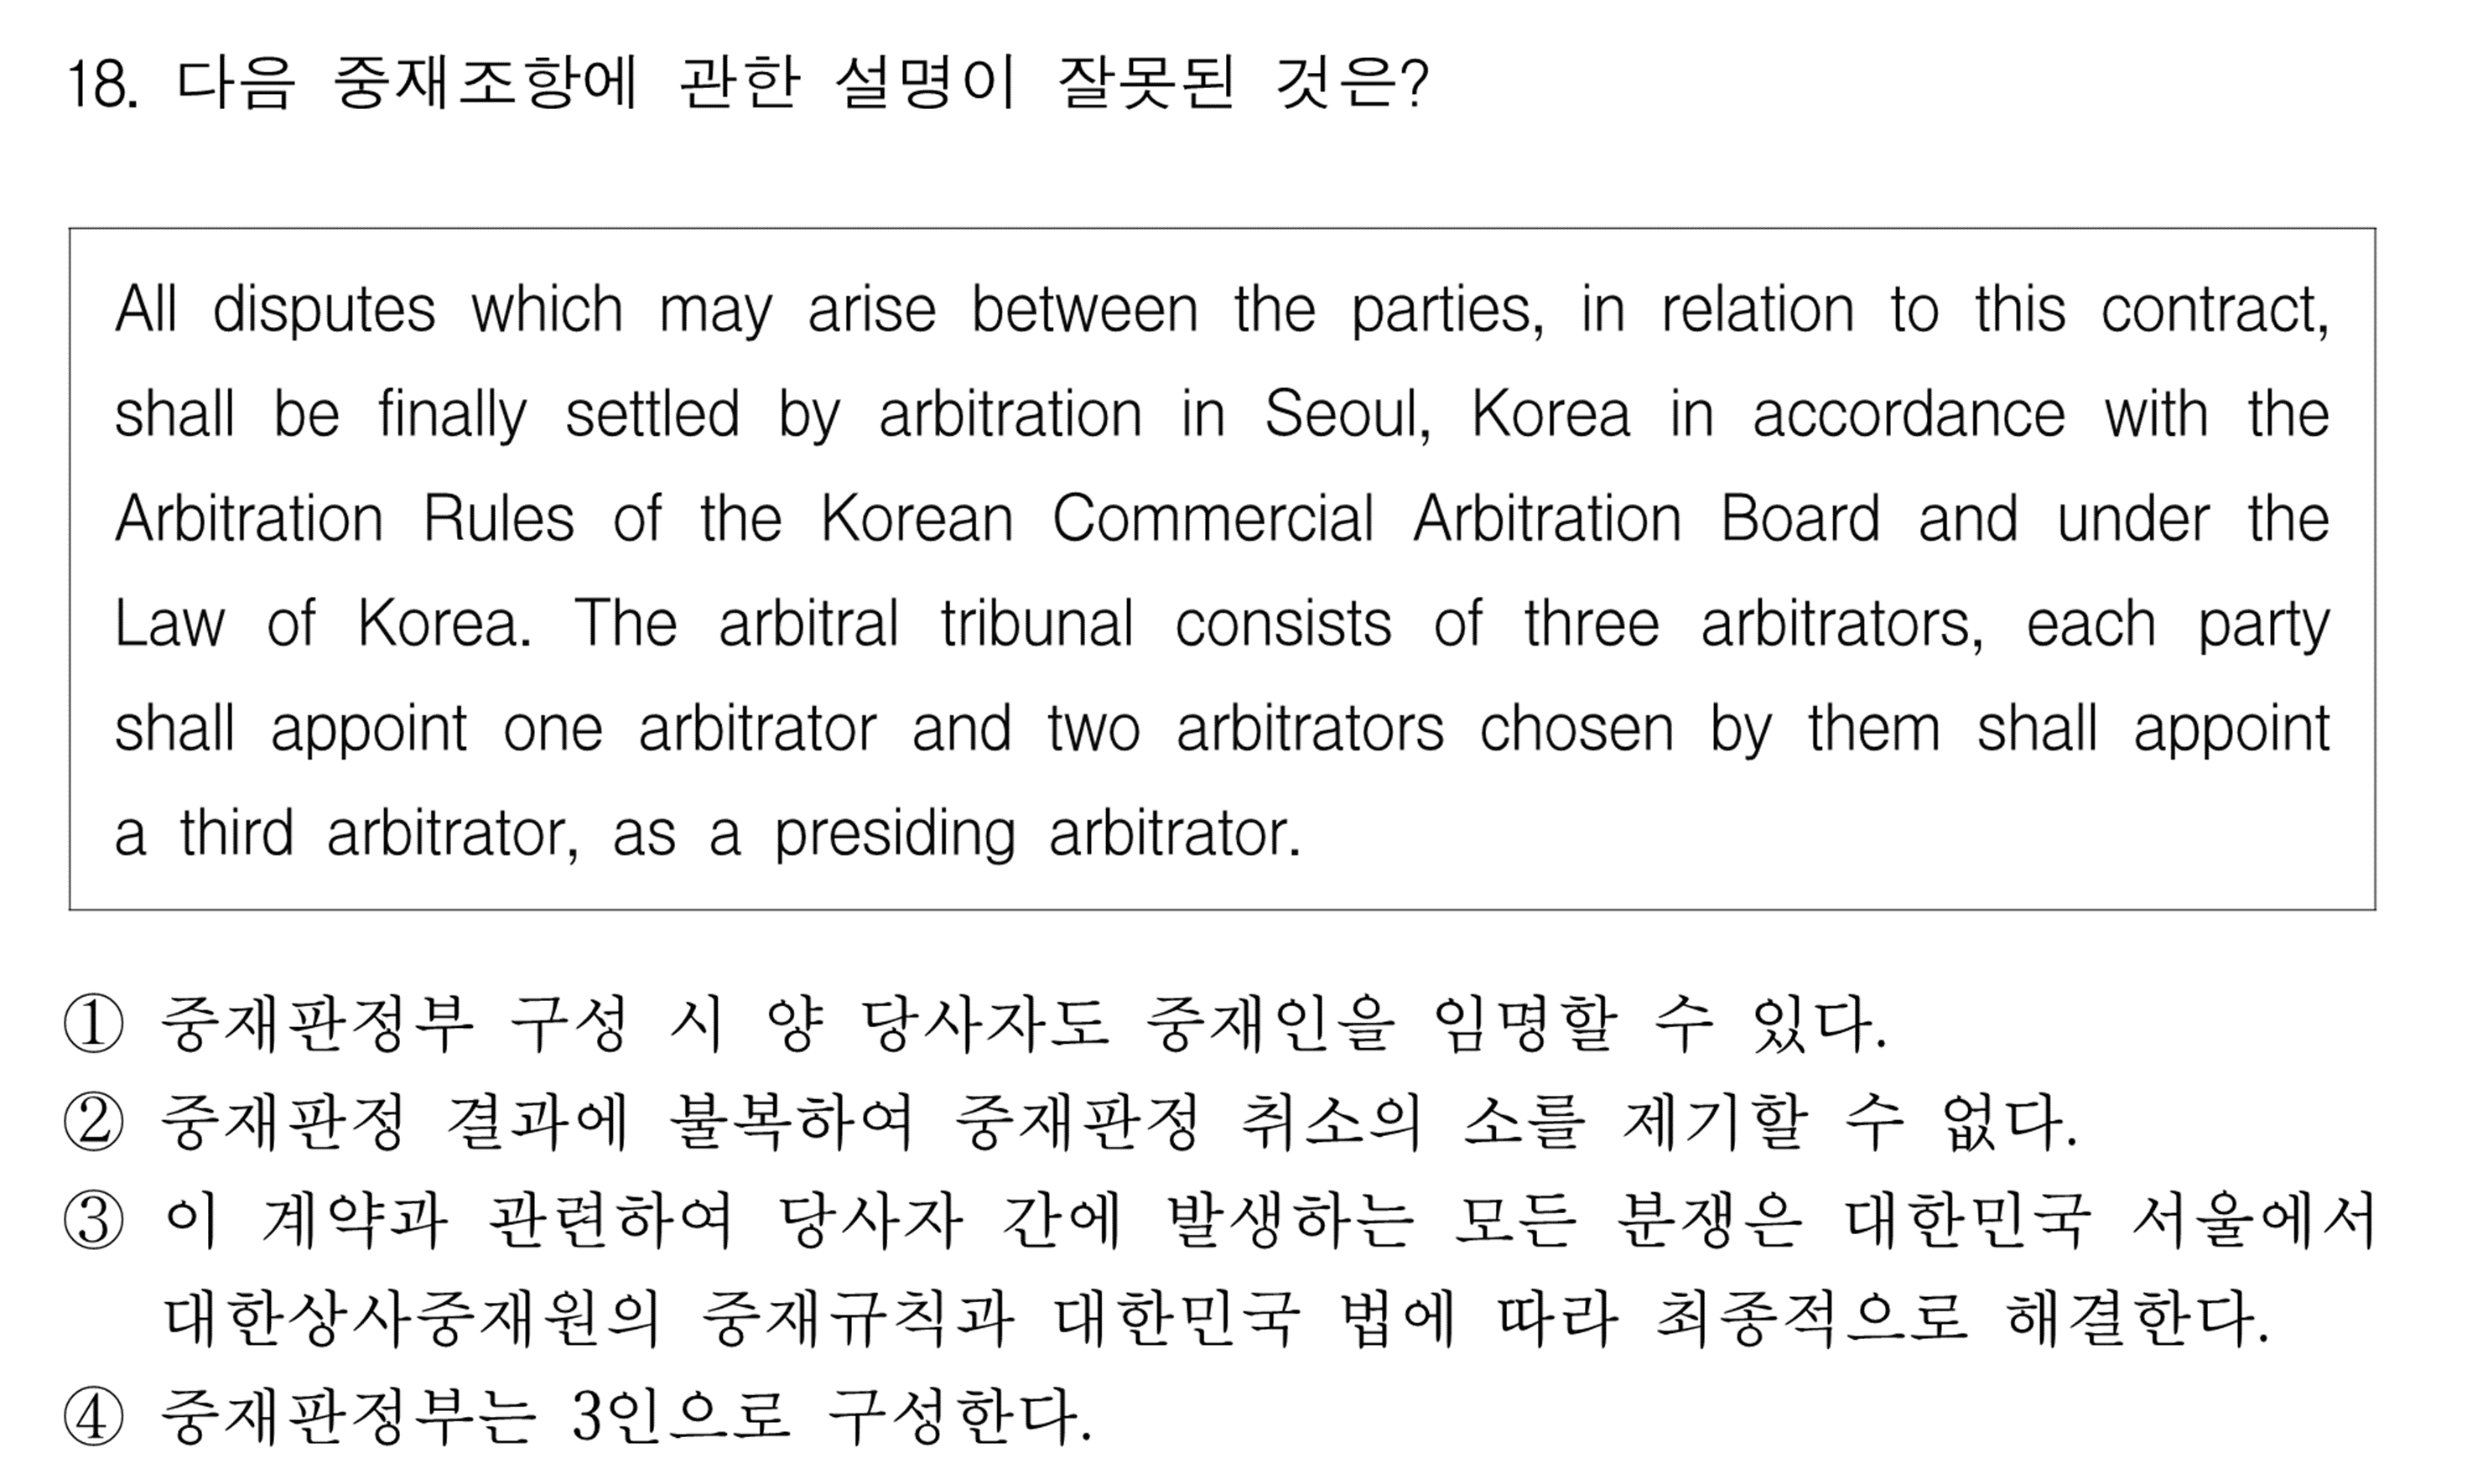 18. 다음 중재조항에 관한 설명이 잘못된 것은?
All disputes which may arise between the parties, in relation to this contract,
shall be finally settled by arbitration in Seoul, Korea in accordance with the
Arbitration Rules of the Korean Commercial Arbitration Board and under the
Law of Korea. The arbitral tribunal consists of three arbitrators, each party
shall appoint one arbitrator and two arbitrators chosen by them shall appoint
a third arbitrator, as a presiding arbitrator.
① 중재판정부 구성 시 양 당사자도 중재인을 임명할 수 있다.
② 중재판정 결과에 불복하여 중재판정 취소의 소를 제기할 수 없다.
③ 이 계약과 관련하여 당사자 간에 발생하는 모든 분쟁은 대한민국 서울에서
대한상사중재원의 중재규칙과 대한민국 법에 따라 최종적으로 해결한다.
④ 중재판정부는 3인으로 구성한다.